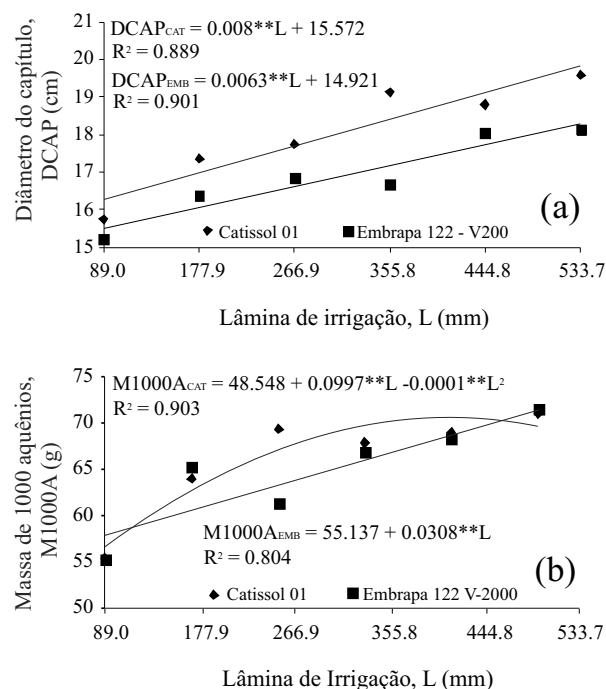 (a)
DCAPCAT = 0.008**L + 15.572
R² = 0.889
DCAPEMB = 0.0063**L + 14.921
R² = 0.901
Diâmetro do capítulo,
DCAP (cm)
21
20
19
18
17
16
15
(a)
Catissol 01
Embrapa 122 - V200
89.0 177.9 266.9 355.8 444.8 533.7
Lâmina de irrigação, L (mm)
(b)
M1000ACAT = 48.548 + 0.0997**L -0.0001**L²
R² = 0.903
Massa de 1000 aquênios,
M1000A (g)
75
70
65
60
55
50
M1000AEMB = 55.137 + 0.0308**L
R² = 0.804
(b)
Catissol 01
Embrapa 122 V-2000
89.0 177.9 266.9 355.8 444.8 533.7
Lâmina de Irrigação, L (mm)